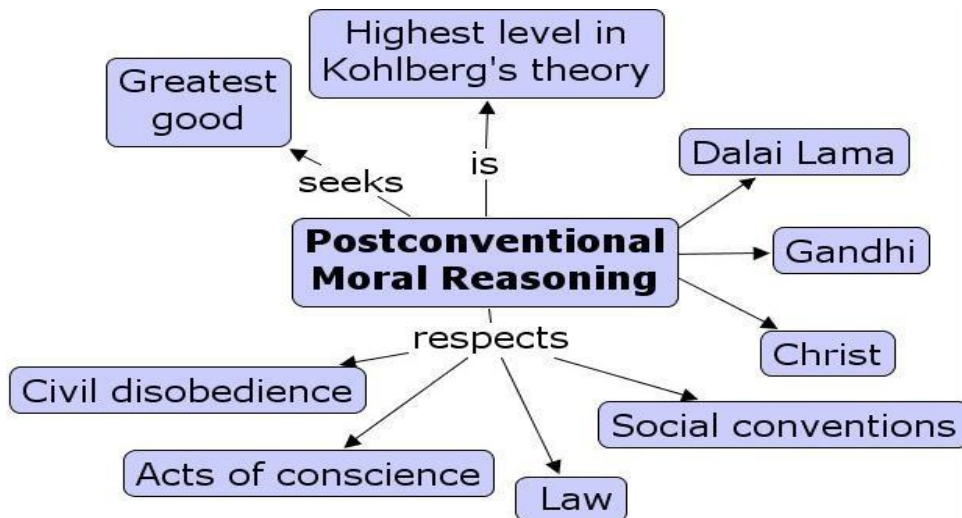 Highest level in
Kohlberg's theory
Greatest
good
Dalai Lama
seeks
is
Postconventional
Moral Reasoning
Gandhi
respects
Christ
Civil disobedience
Social conventions
Acts of conscience
Law